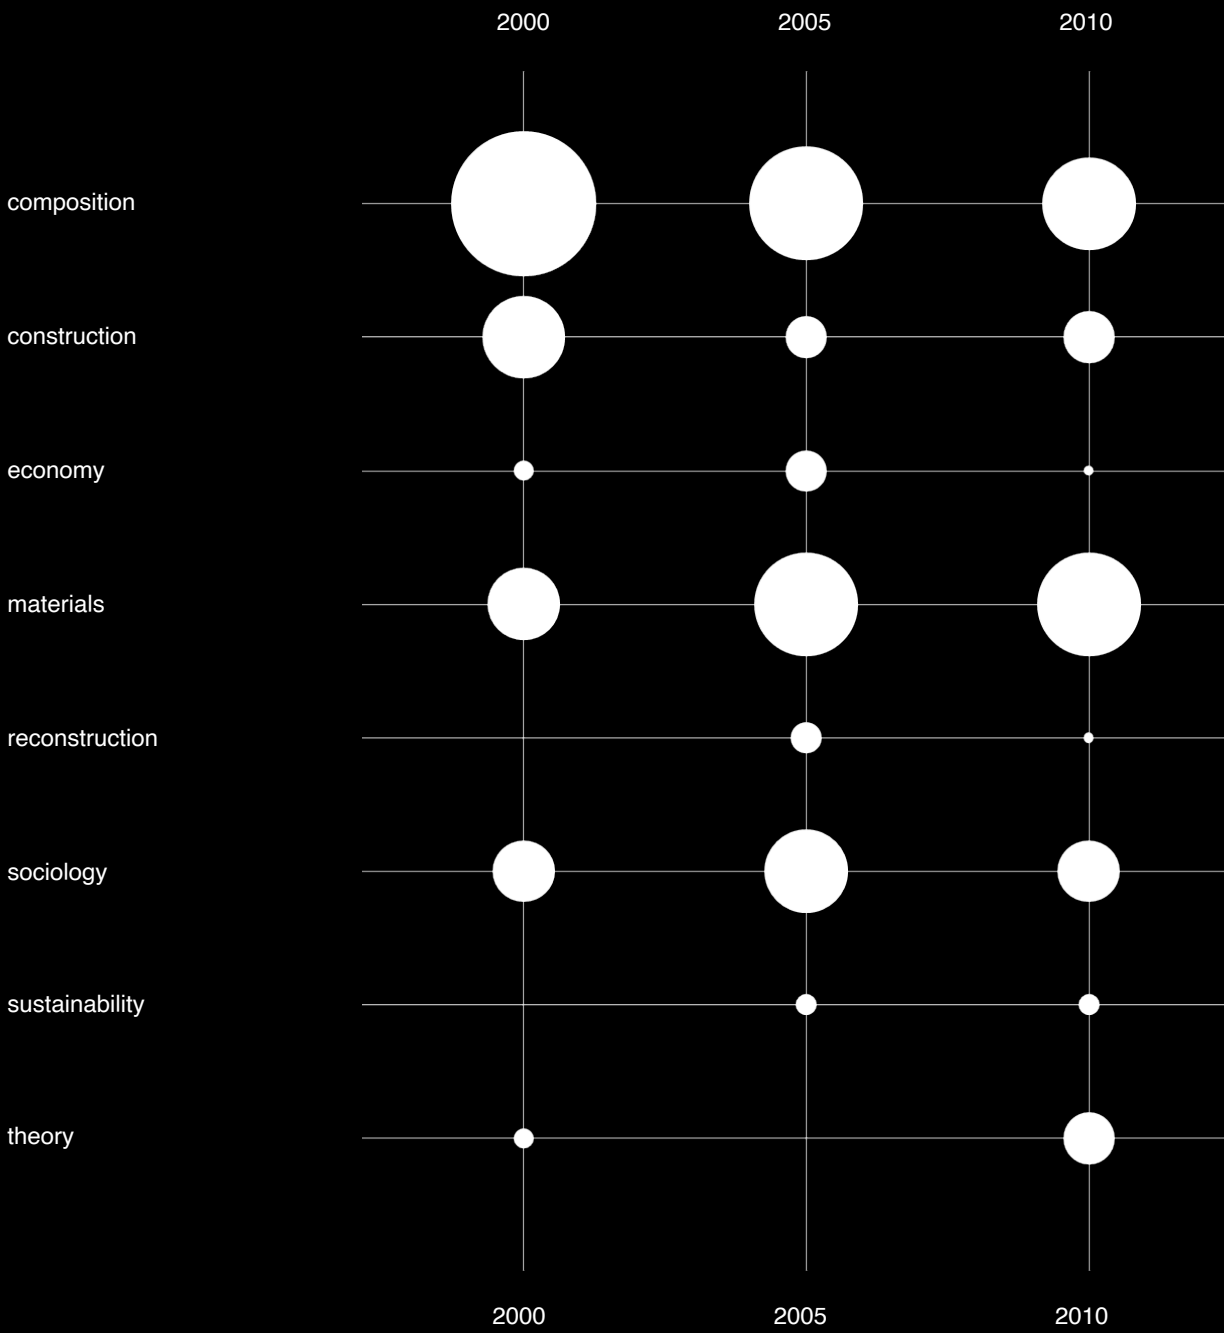 2000 2005 2010
composition
construction
economy
materials
reconstruction
sociology
sustainability
theory
2000 2005 2010